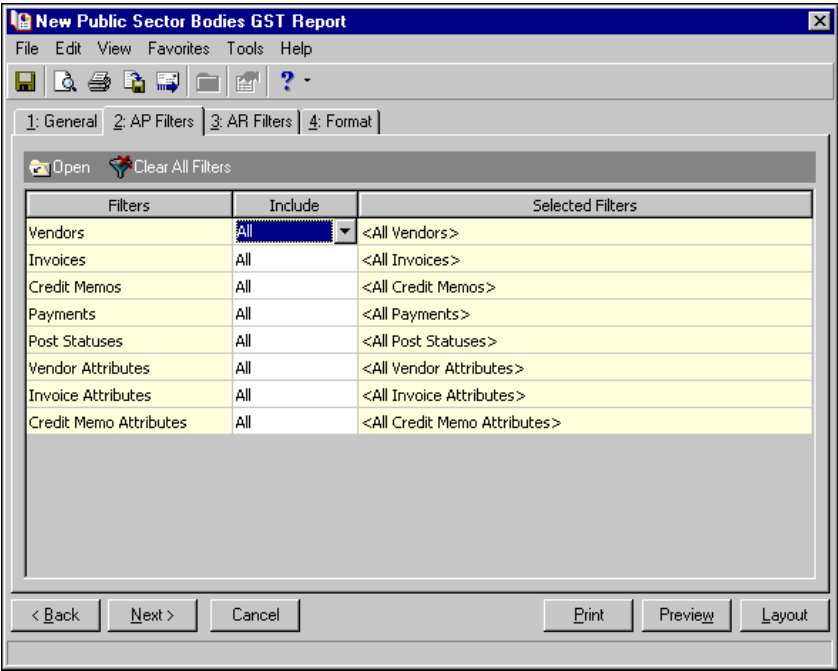 New Public Sector Bodies GST Report
File Edit View Favorites Tools Help
?
1: General 2: AP Filters 3: AR Filters 4: Format
Open Clear All Filters
Filters Include Selected Filters
Vendors All <All Vendors>
Invoices All <All Invoices>
Credit Memos All <All Credit Memos>
Payments All <All Payments>
Post Statuses All <All Post Statuses>
Vendor Attributes All <All Vendor Attributes>
Invoice Attributes All <All Invoice Attributes>
Credit Memo Attributes All <All Credit Memo Attributes>
< Back Next > Cancel Print Preview Layout